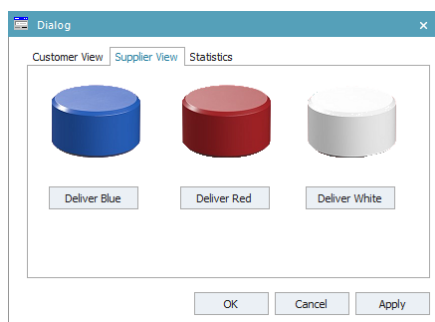 Dialog
Customer View Supplier View Statistics
Deliver Blue Deliver Red Deliver White
OK Cancel Apply